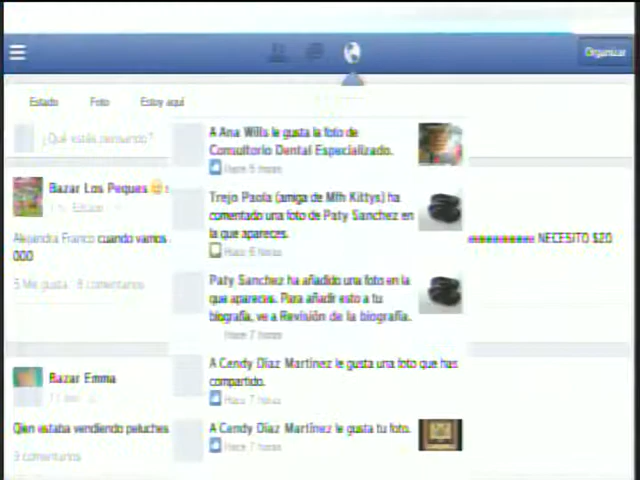 Organizar
Estado Foto Estoy aquí
¿Qué estás pensando?
A Ana Wills le gusta la foto de
Consultorio Dental Especializado.
Hace 5 horas
Bazar Los Peques
Trejo Paola (amiga de Mfh Kittys) ha
comentado una foto de Paty Sanchez en
la que apareces.
Hace 6 horas
Alejandra Franco cuando vamos
NECESITO $20
000
5 Me gusta · 8 comentarios
Paty Sanchez ha añadido una foto en la
que apareces. Para añadir esto a tu
biografía, ve a Revisión de la biografía.
Hace 7 horas
A Cendy Díaz Martínez le gusta una foto que has
compartido.
Hace 7 horas
Bazar Emma
Qien estaba vendiendo peluches
A Cendy Díaz Martínez le gusta tu foto.
Hace 7 horas
9 comentarios